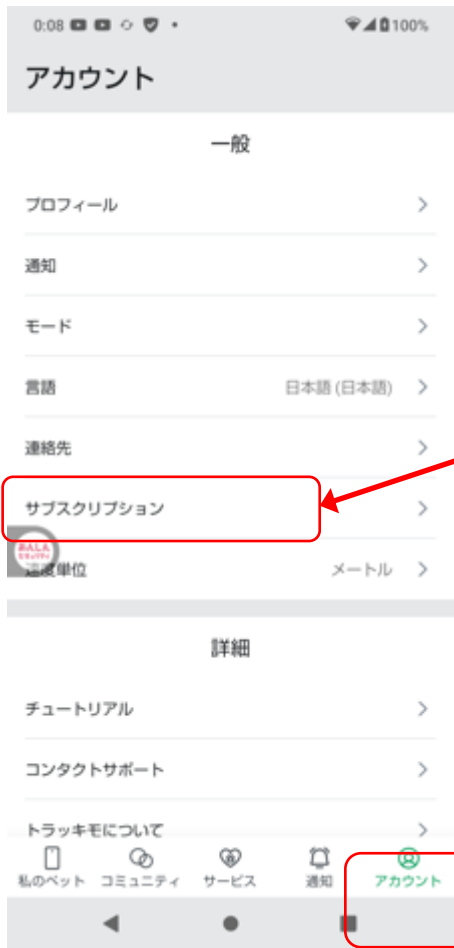 0:08
100%
アカウント
一般
プロフィール
通知
モード
言語 日本語 (日本語)
連絡先
サブスクリプション
あんしん
速度単位 メートル
詳細
チュートリアル
コンタクトサポート
トラッキモについて
私のペット コミュニティ サービス 通知 アカウント